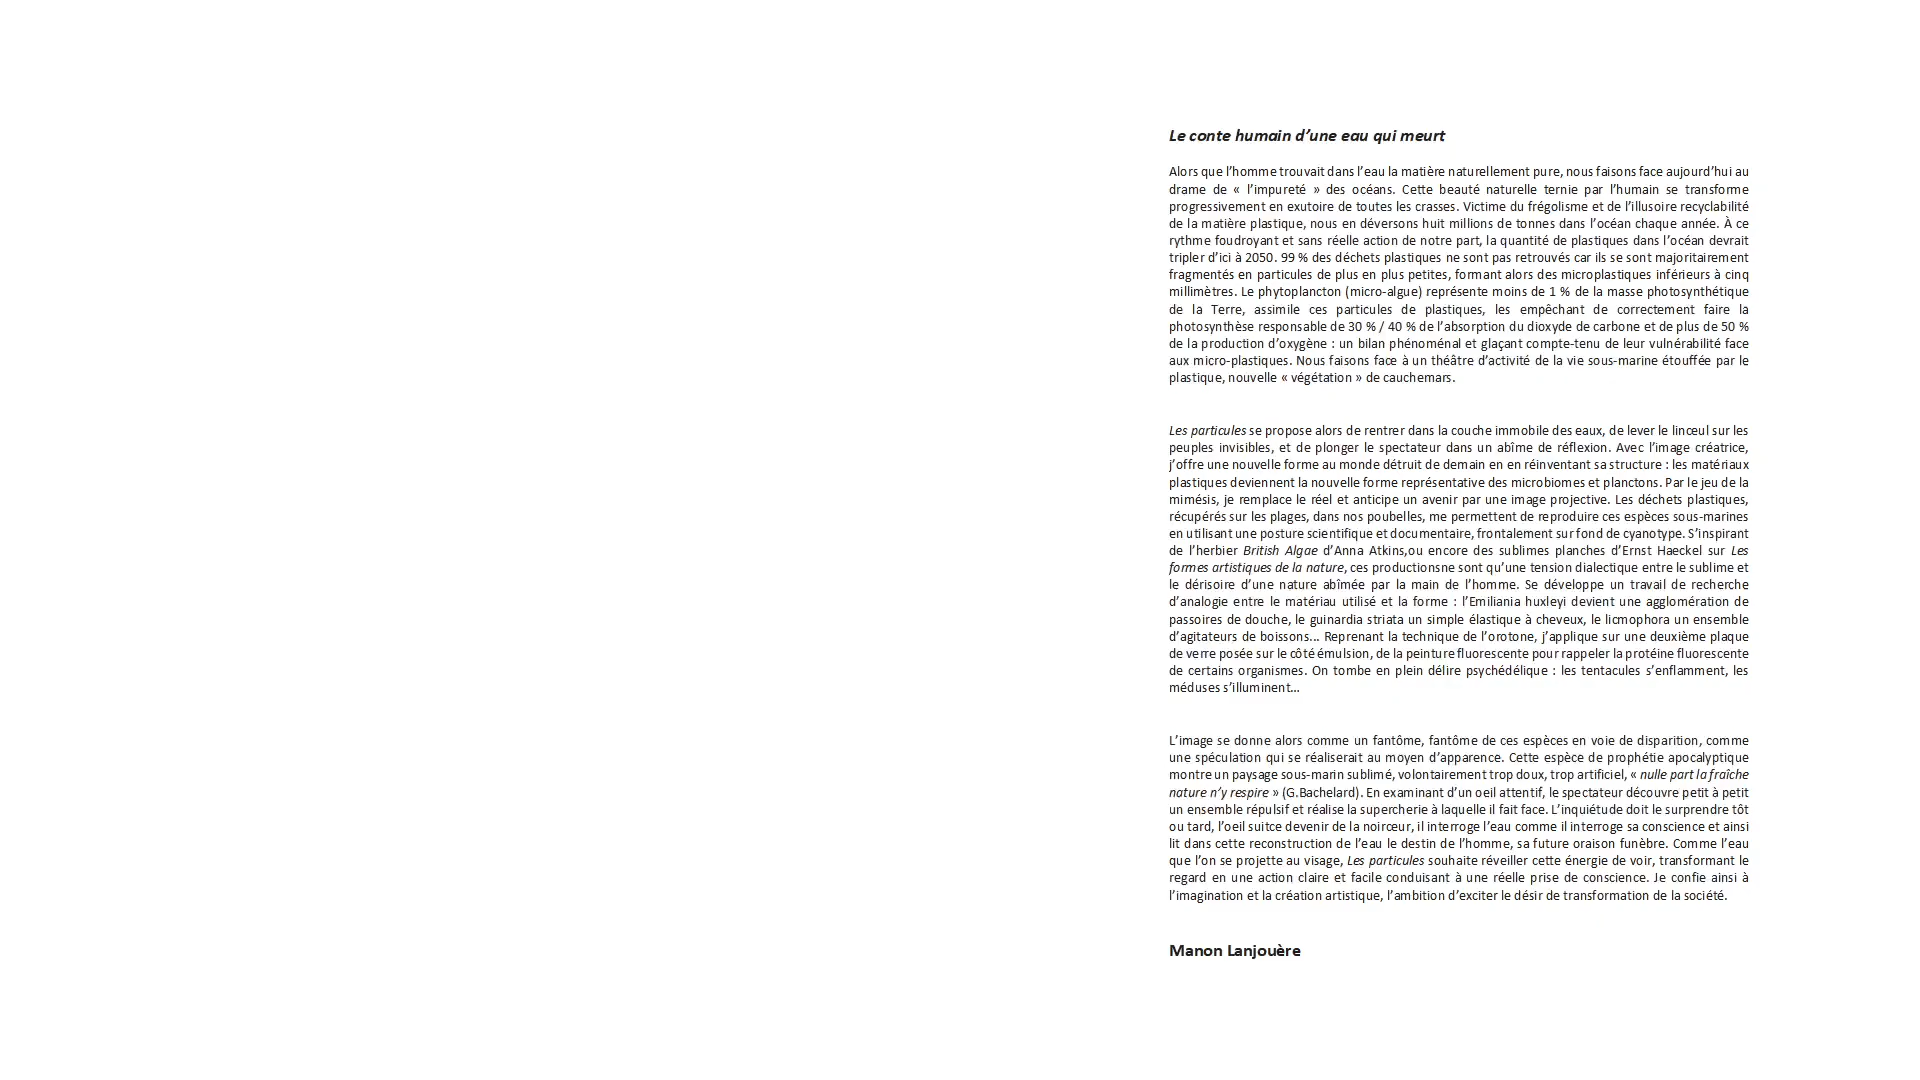 Le conte humain d’une eau qui meurt
Alors que l’homme trouvait dans l’eau la matière naturellement pure, nous faisons face aujourd’hui au
drame de « l’impureté » des océans. Cette beauté naturelle ternie par l’humain se transforme
progressivement en exutoire de toutes les crasses. Victime du frégolisme et de l’illusoire recyclabilité
de la matière plastique, nous en déversons huit millions de tonnes dans l’océan chaque année. À ce
rythme foudroyant et sans réelle action de notre part, la quantité de plastiques dans l’océan devrait
tripler d’ici à 2050. 99 % des déchets plastiques ne sont pas retrouvés car ils se sont majoritairement
fragmentés en particules de plus en plus petites, formant alors des microplastiques inférieurs à cinq
millimètres. Le phytoplancton (micro-algue) représente moins de 1 % de la masse photosynthétique
de la Terre, assimile ces particules de plastiques, les empêchant de correctement faire la
photosynthèse responsable de 30 % / 40 % de l’absorption du dioxyde de carbone et de plus de 50 %
de la production d’oxygène : un bilan phénoménal et glaçant compte-tenu de leur vulnérabilité face
aux micro-plastiques. Nous faisons face à un théâtre d’activité de la vie sous-marine étouffée par le
plastique, nouvelle « végétation » de cauchemars.
Les particules se propose alors de rentrer dans la couche immobile des eaux, de lever le linceul sur les
peuples invisibles, et de plonger le spectateur dans un abîme de réflexion. Avec l’image créatrice,
j’offre une nouvelle forme au monde détruit de demain en en réinventant sa structure : les matériaux
plastiques deviennent la nouvelle forme représentative des microbiomes et planctons. Par le jeu de la
mimésis, je remplace le réel et anticipe un avenir par une image projective. Les déchets plastiques,
récupérés sur les plages, dans nos poubelles, me permettent de reproduire ces espèces sous-marines
en utilisant une posture scientifique et documentaire, frontalement sur fond de cyanotype. S’inspirant
de l’herbier British Algae d’Anna Atkins,ou encore des sublimes planches d’Ernst Haeckel sur Les
formes artistiques de la nature, ces productionsne sont qu’une tension dialectique entre le sublime et
le dérisoire d’une nature abîmée par la main de l’homme. Se développe un travail de recherche
d’analogie entre le matériau utilisé et la forme : l’Emiliania huxleyi devient une agglomération de
passoires de douche, le guinardia striata un simple élastique à cheveux, le licmophora un ensemble
d’agitateurs de boissons... Reprenant la technique de l’orotone, j’applique sur une deuxième plaque
de verre posée sur le côté émulsion, de la peinture fluorescente pour rappeler la protéine fluorescente
de certains organismes. On tombe en plein délire psychédélique : les tentacules s’enflamment, les
méduses s’illuminent...
L’image se donne alors comme un fantôme, fantôme de ces espèces en voie de disparition, comme
une spéculation qui se réaliserait au moyen d’apparence. Cette espèce de prophétie apocalyptique
montre un paysage sous-marin sublimé, volontairement trop doux, trop artificiel, « nulle part la fraîche
nature n’y respire » (G.Bachelard). En examinant d’un oeil attentif, le spectateur découvre petit à petit
un ensemble répulsif et réalise la supercherie à laquelle il fait face. L’inquiétude doit le surprendre tôt
ou tard, l’oeil suitce devenir de la noirceur, il interroge l’eau comme il interroge sa conscience et ainsi
lit dans cette reconstruction de l’eau le destin de l’homme, sa future oraison funèbre. Comme l’eau
que l’on se projette au visage, Les particules souhaite réveiller cette énergie de voir, transformant le
regard en une action claire et facile conduisant à une réelle prise de conscience. Je confie ainsi à
l’imagination et la création artistique, l’ambition d’exciter le désir de transformation de la société.
Manon Lanjouère